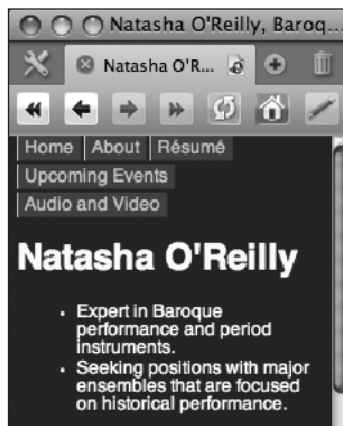 Natasha O'Reilly, Baroq...
Natasha O'R...
Home About Résumé
Upcoming Events
Audio and Video
Natasha O'Reilly
• Expert in Baroque
performance and period
instruments.
• Seeking positions with major
ensembles that are focused
on historical performance.